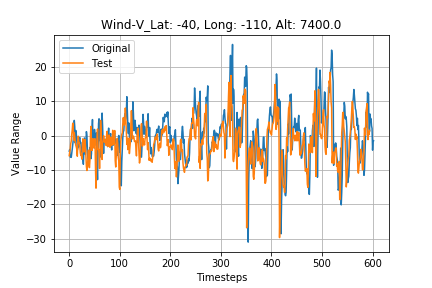 Wind-V_Lat: -40, Long: -110, Alt: 7400.0
Original
Test
Value Range
20
10
0
−10
−20
−30
0 100 200 300 400 500 600
Timesteps